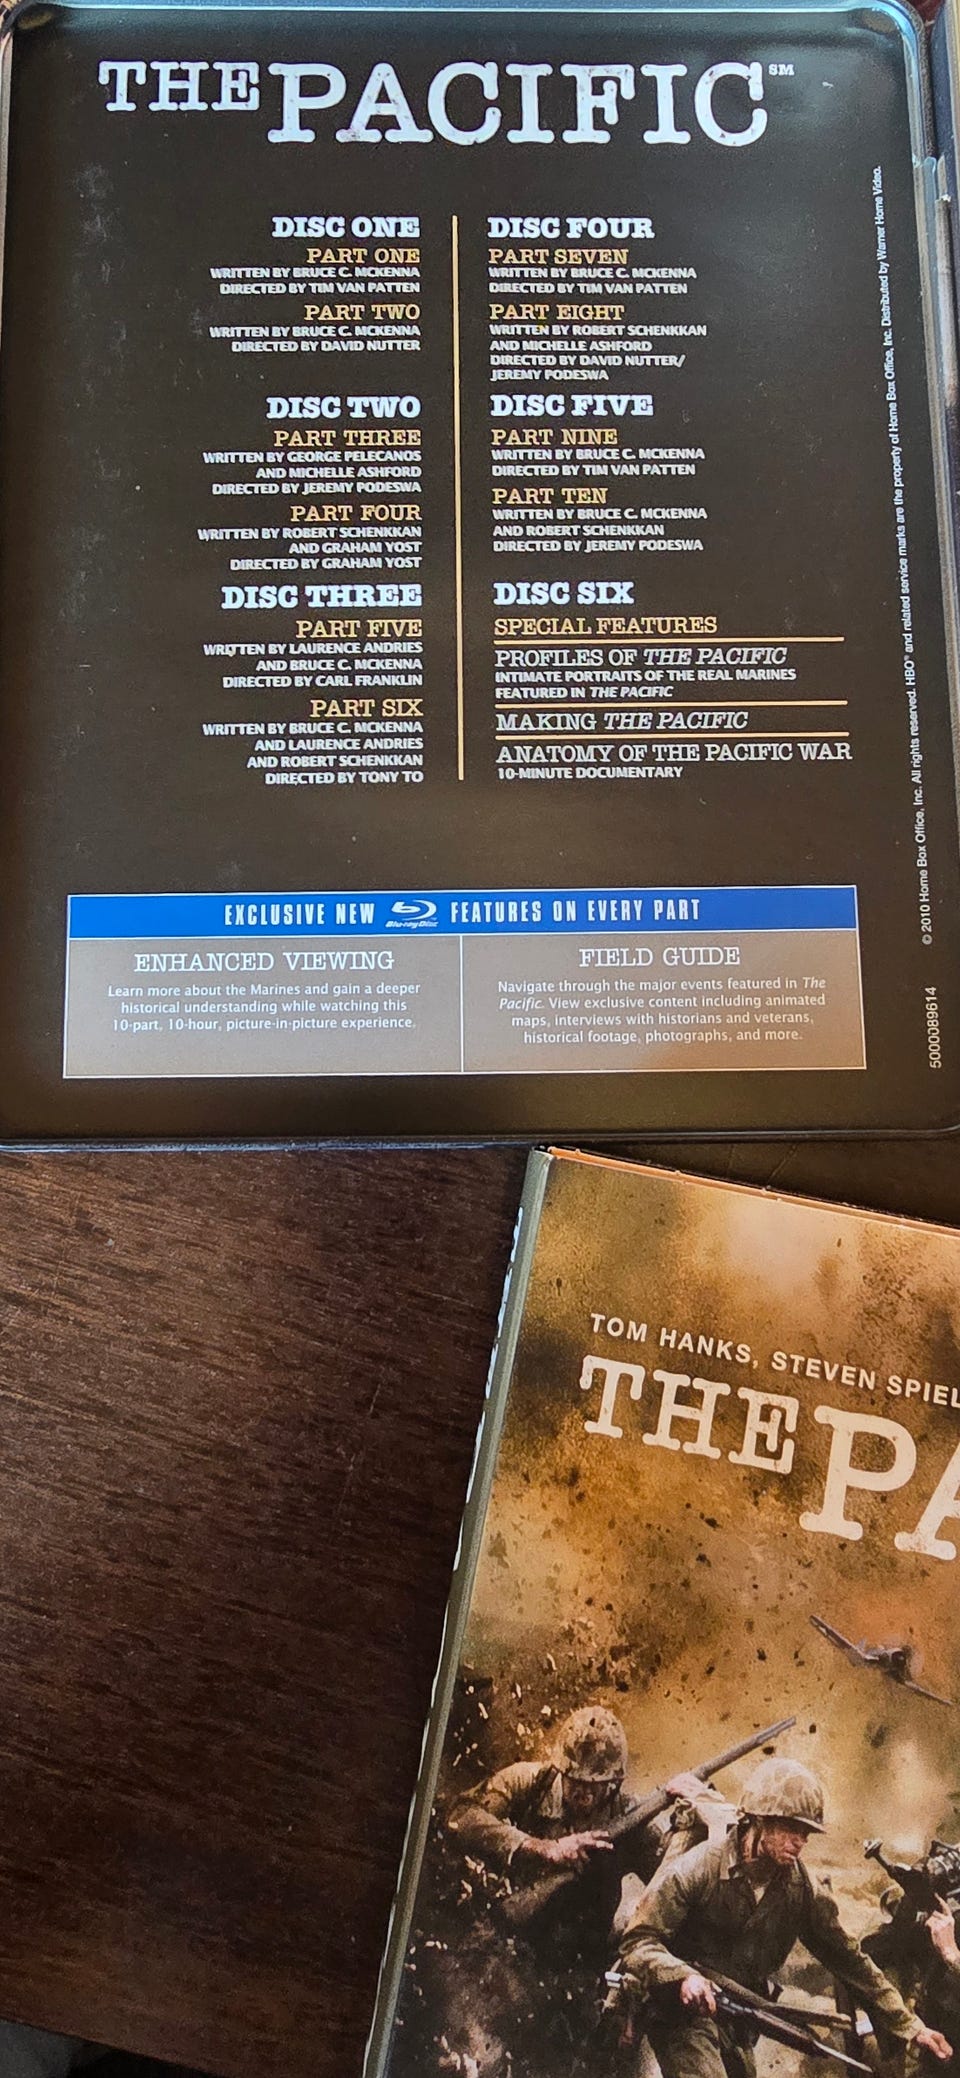 THE PACIFIC℠
DISC ONE
PART ONE
WRITTEN BY BRUCE C. MCKENNA
DIRECTED BY TIM VAN PATTEN
PART TWO
WRITTEN BY BRUCE C. MCKENNA
DIRECTED BY DAVID NUTTER
DISC TWO
PART THREE
WRITTEN BY GEORGE PELECANOS
AND MICHELLE ASHFORD
DIRECTED BY JEREMY PODESWA
PART FOUR
WRITTEN BY ROBERT SCHENKKAN
AND GRAHAM YOST
DIRECTED BY GRAHAM YOST
DISC THREE
PART FIVE
WRITTEN BY LAURENCE ANDRIES
AND BRUCE C. MCKENNA
DIRECTED BY CARL FRANKLIN
PART SIX
WRITTEN BY BRUCE C. MCKENNA
AND LAURENCE ANDRIES
AND ROBERT SCHENKKAN
DIRECTED BY TONY TO
DISC FOUR
PART SEVEN
WRITTEN BY BRUCE C. MCKENNA
DIRECTED BY TIM VAN PATTEN
PART EIGHT
WRITTEN BY ROBERT SCHENKKAN
AND MICHELLE ASHFORD
DIRECTED BY DAVID NUTTER/
JEREMY PODESWA
DISC FIVE
PART NINE
WRITTEN BY BRUCE C. MCKENNA
DIRECTED BY TIM VAN PATTEN
PART TEN
WRITTEN BY BRUCE C. MCKENNA
AND ROBERT SCHENKKAN
DIRECTED BY JEREMY PODESWA
DISC SIX
SPECIAL FEATURES
PROFILES OF THE PACIFIC
INTIMATE PORTRAITS OF THE REAL MARINES
FEATURED IN THE PACIFIC
MAKING THE PACIFIC
ANATOMY OF THE PACIFIC WAR
10-MINUTE DOCUMENTARY
EXCLUSIVE NEW Blu-ray Disc FEATURES ON EVERY PART
ENHANCED VIEWING
Learn more about the Marines and gain a deeper
historical understanding while watching this
10-part, 10-hour, picture-in-picture experience.
FIELD GUIDE
Navigate through the major events featured in The
Pacific. View exclusive content including animated
maps, interviews with historians and veterans,
historical footage, photographs, and more.
© 2010 Home Box Office, Inc. All rights reserved. HBO® and related service marks are the property of Home Box Office, Inc. Distributed by Warner Home Video.
5000089614
TOM HANKS, STEVEN SPIEL
THE PA